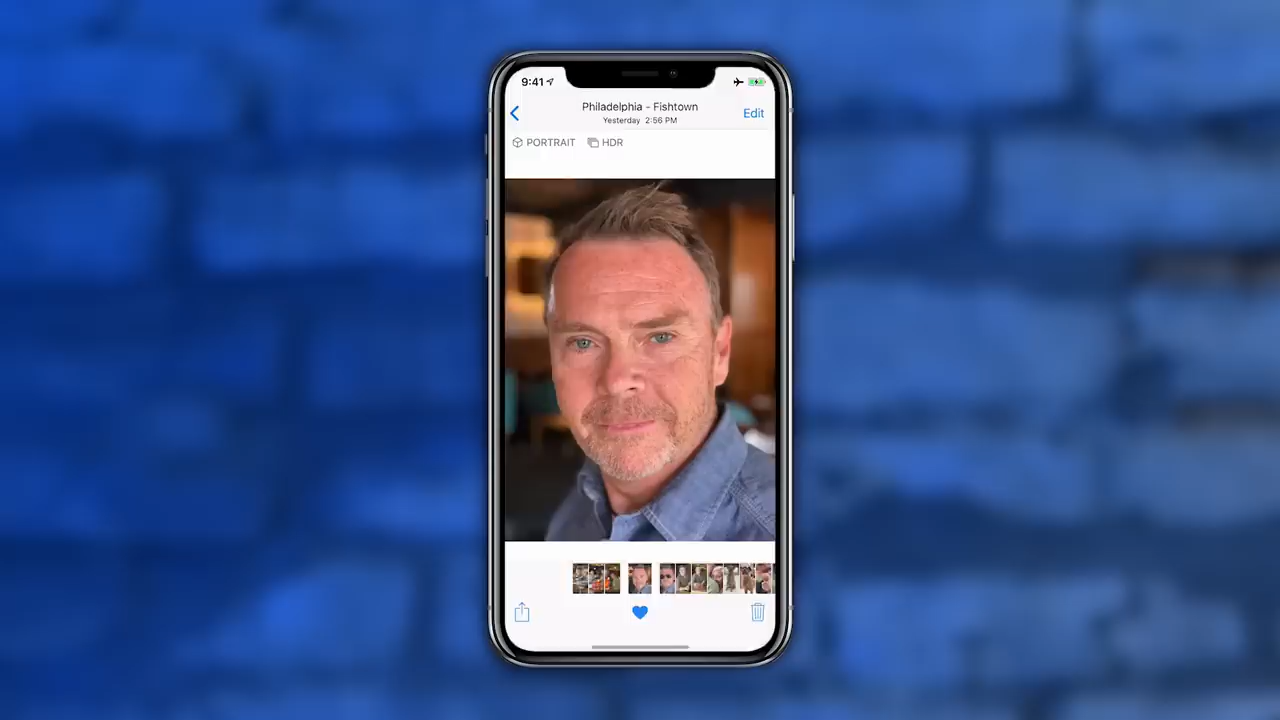 9:41
Philadelphia - Fishtown
Yesterday 2:56 PM
Edit
PORTRAIT HDR